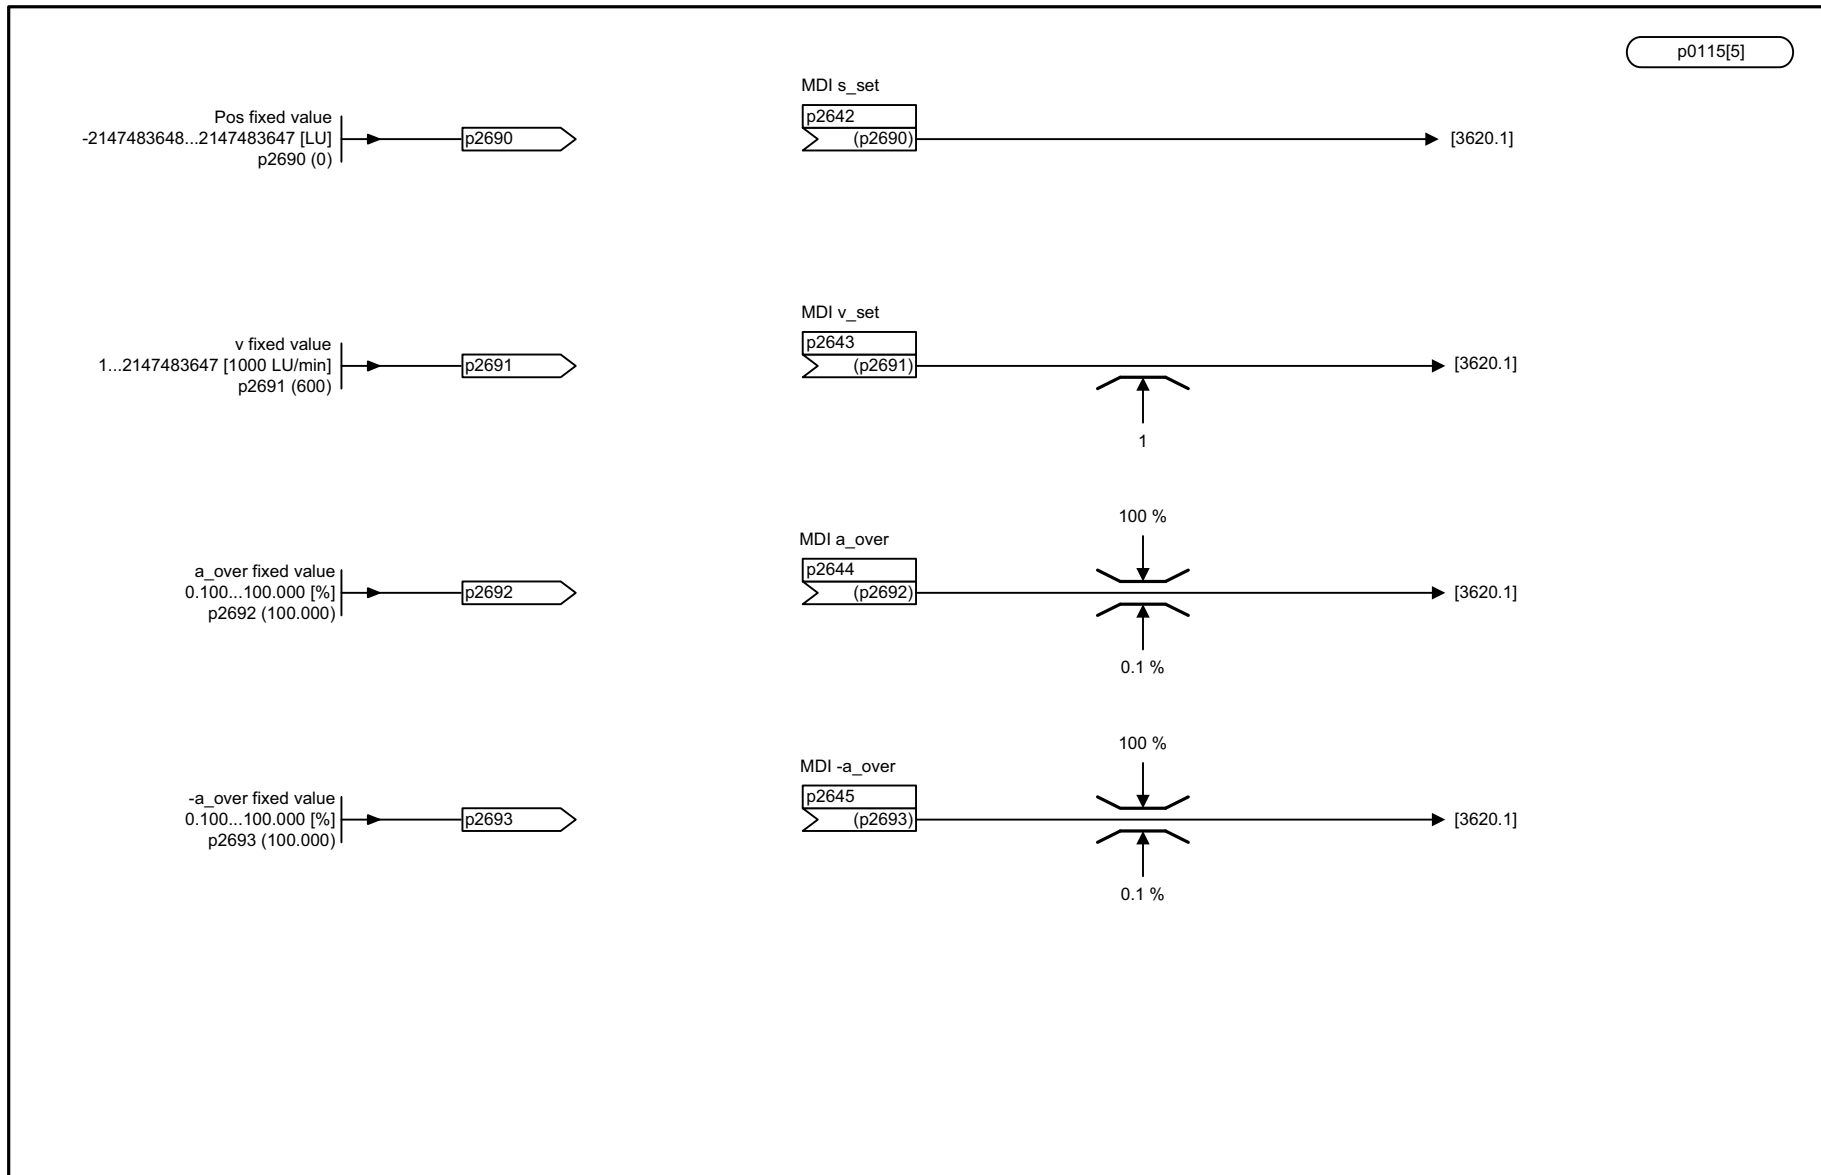 p0115[5]
MDI s_set
Pos fixed value
-2147483648...2147483647 [LU]
p2690 (0)
p2690
p2642
(p2690)
[3620.1]
MDI v_set
v fixed value
1...2147483647 [1000 LU/min]
p2691 (600)
p2691
p2643
(p2691)
[3620.1]
1
100 %
MDI a_over
a_over fixed value
0.100...100.000 [%]
p2692 (100.000)
p2692
p2644
(p2692)
[3620.1]
0.1 %
100 %
MDI -a_over
-a_over fixed value
0.100...100.000 [%]
p2693 (100.000)
p2693
p2645
(p2693)
[3620.1]
0.1 %